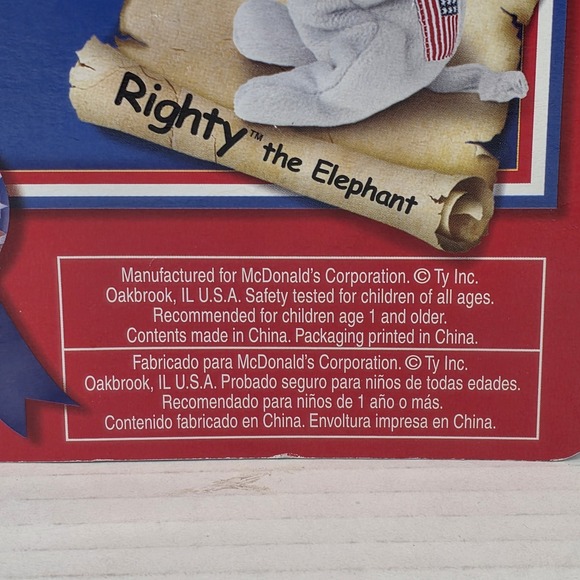 Righty™ the Elephant
Manufactured for McDonald's Corporation. © Ty Inc.
Oakbrook, IL U.S.A. Safety tested for children of all ages.
Recommended for children age 1 and older.
Contents made in China. Packaging printed in China.
Fabricado para McDonald's Corporation. © Ty Inc.
Oakbrook, IL U.S.A. Probado seguro para niños de todas edades.
Recomendado para niños de 1 año o más.
Contenido fabricado en China. Envoltura impresa en China.